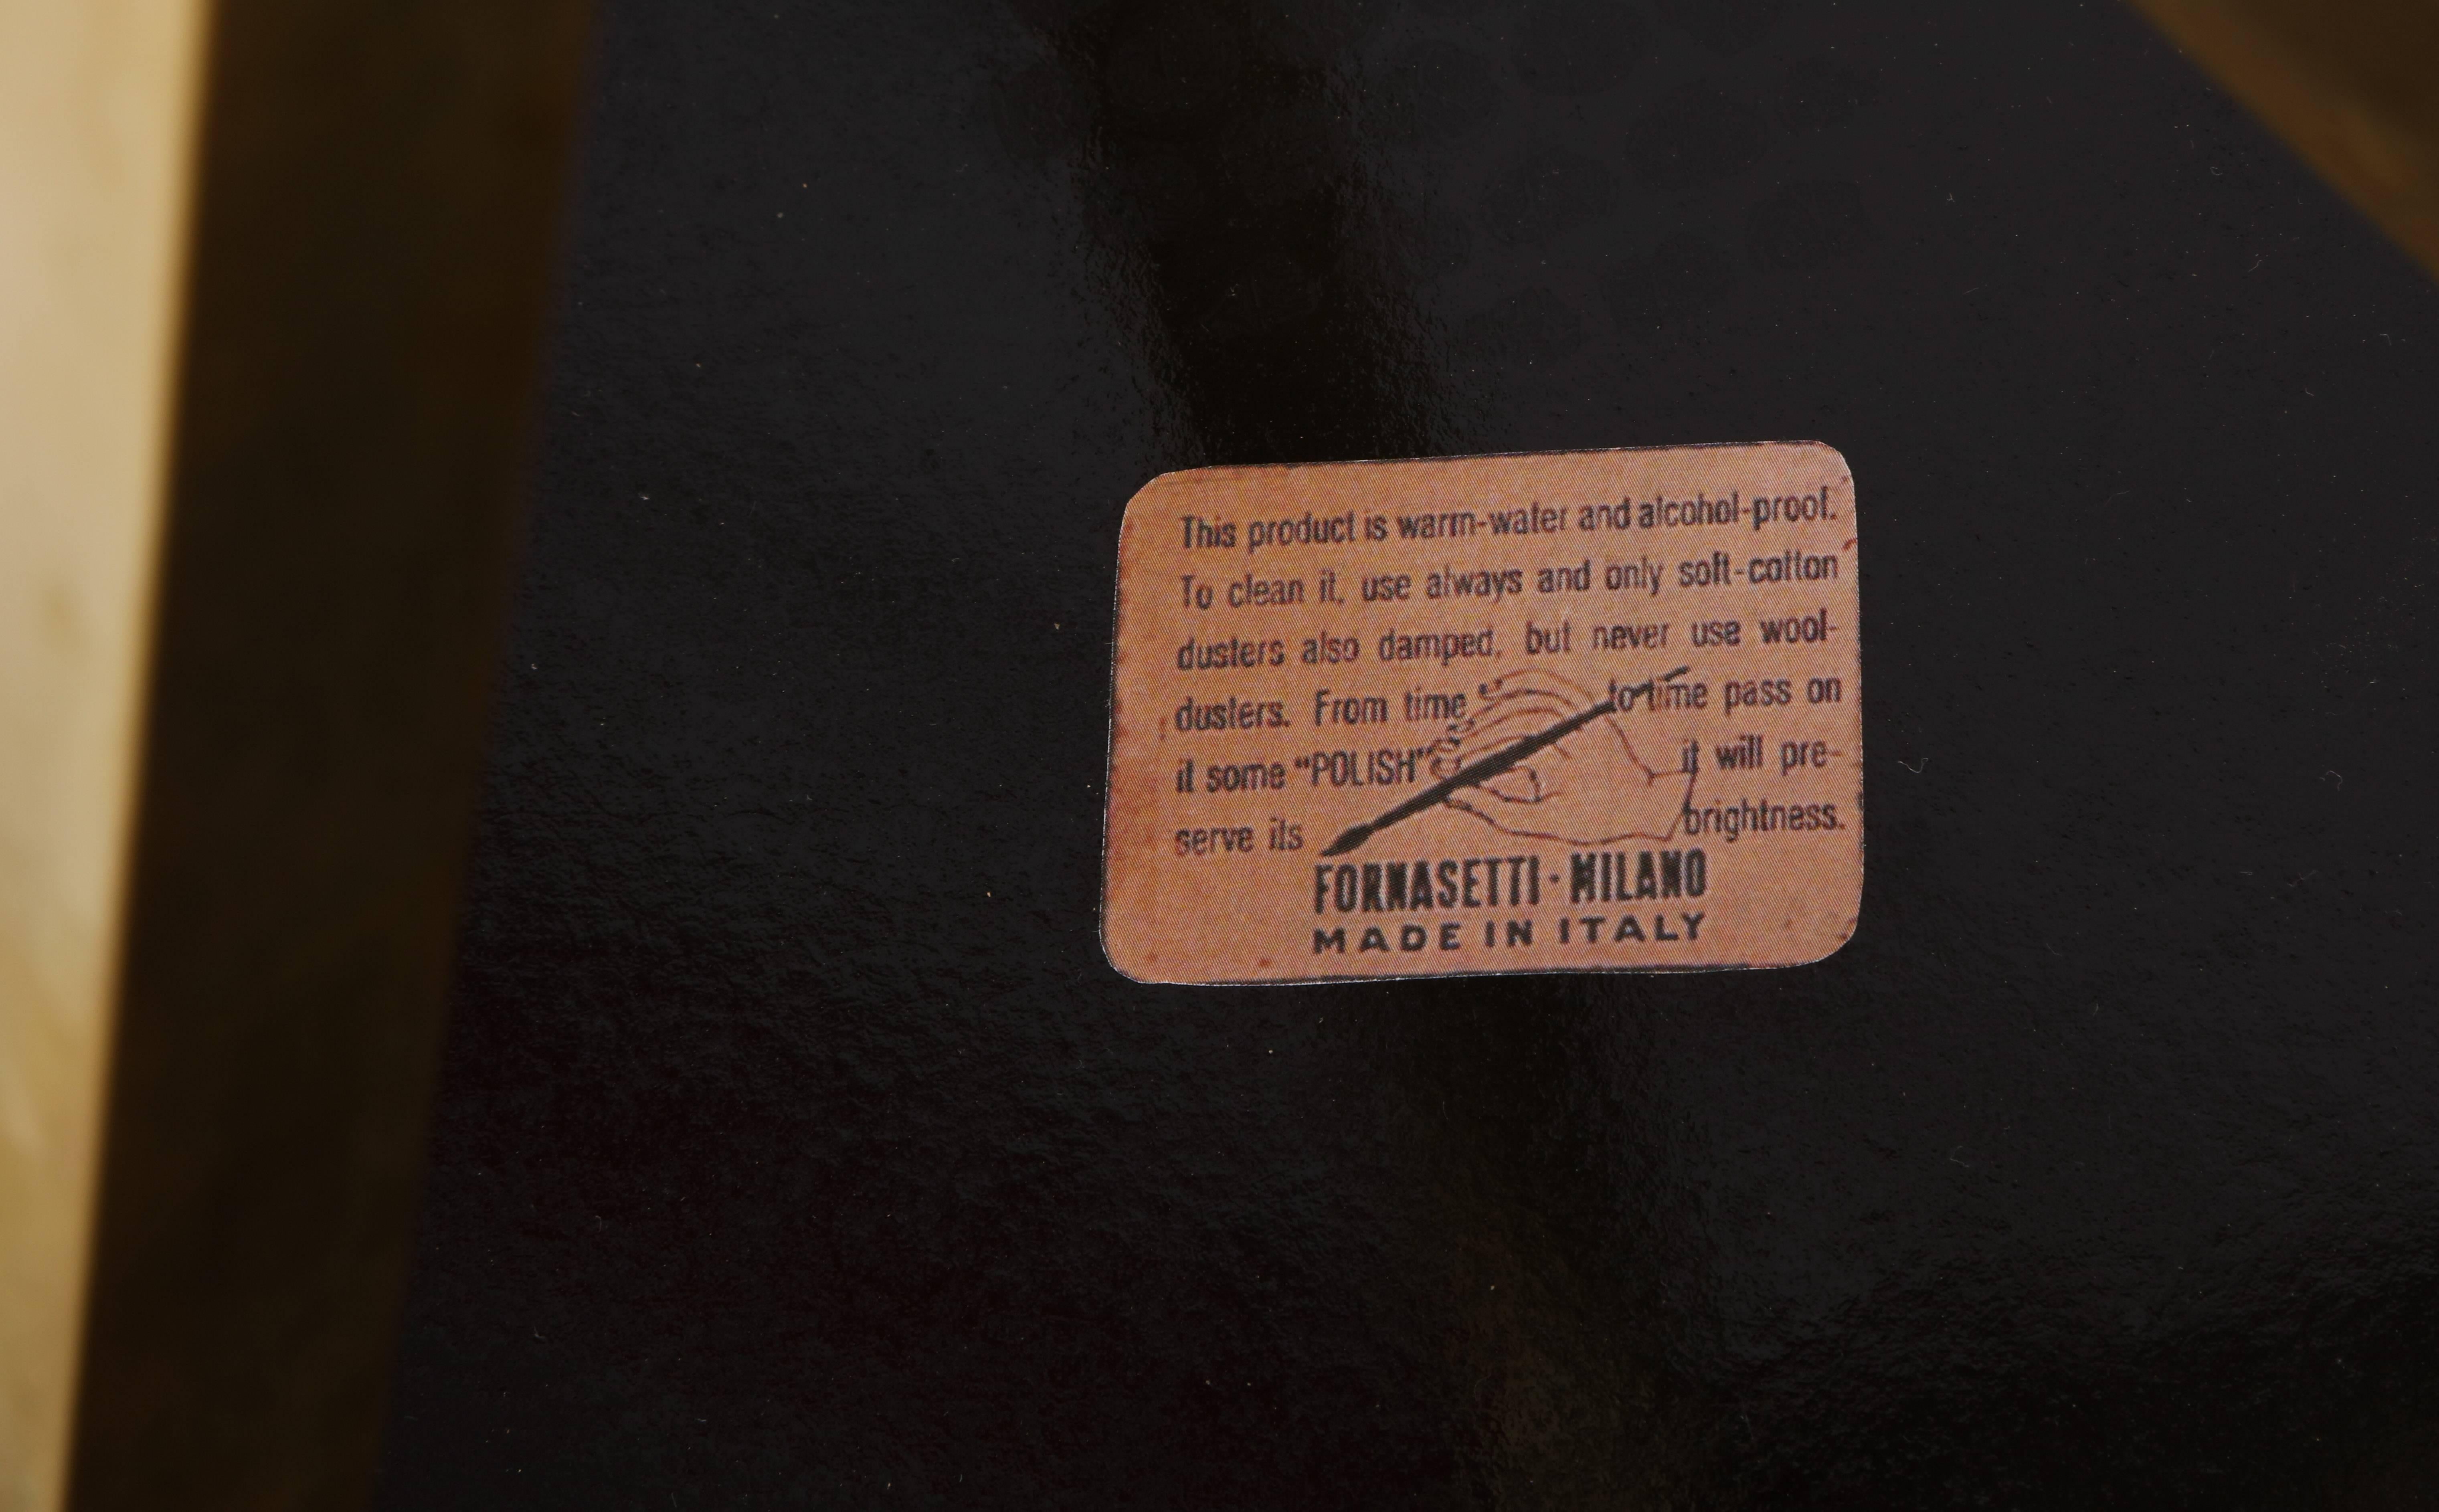 This product is warm-water and alcohol-proof.
To clean it, use always and only soft-cotton
dusters also damped, but never use wool-
dusters. From time to time pass on
it some “POLISH” it will pre-
serve its brightness.
FORNASETTI · MILANO
MADE IN ITALY